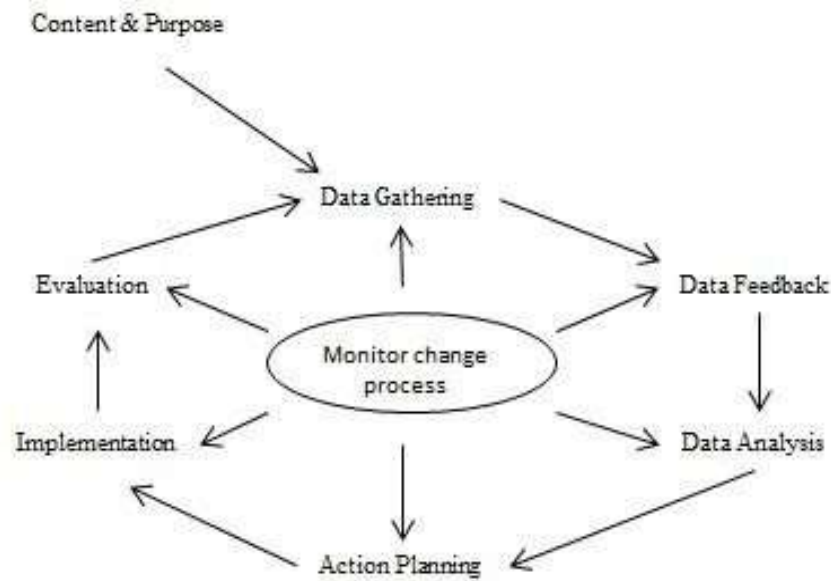 Content & Purpose
Data Gathering
Evaluation
Data Feedback
Monitor change
process
Implementation
Data Analysis
Action Planning